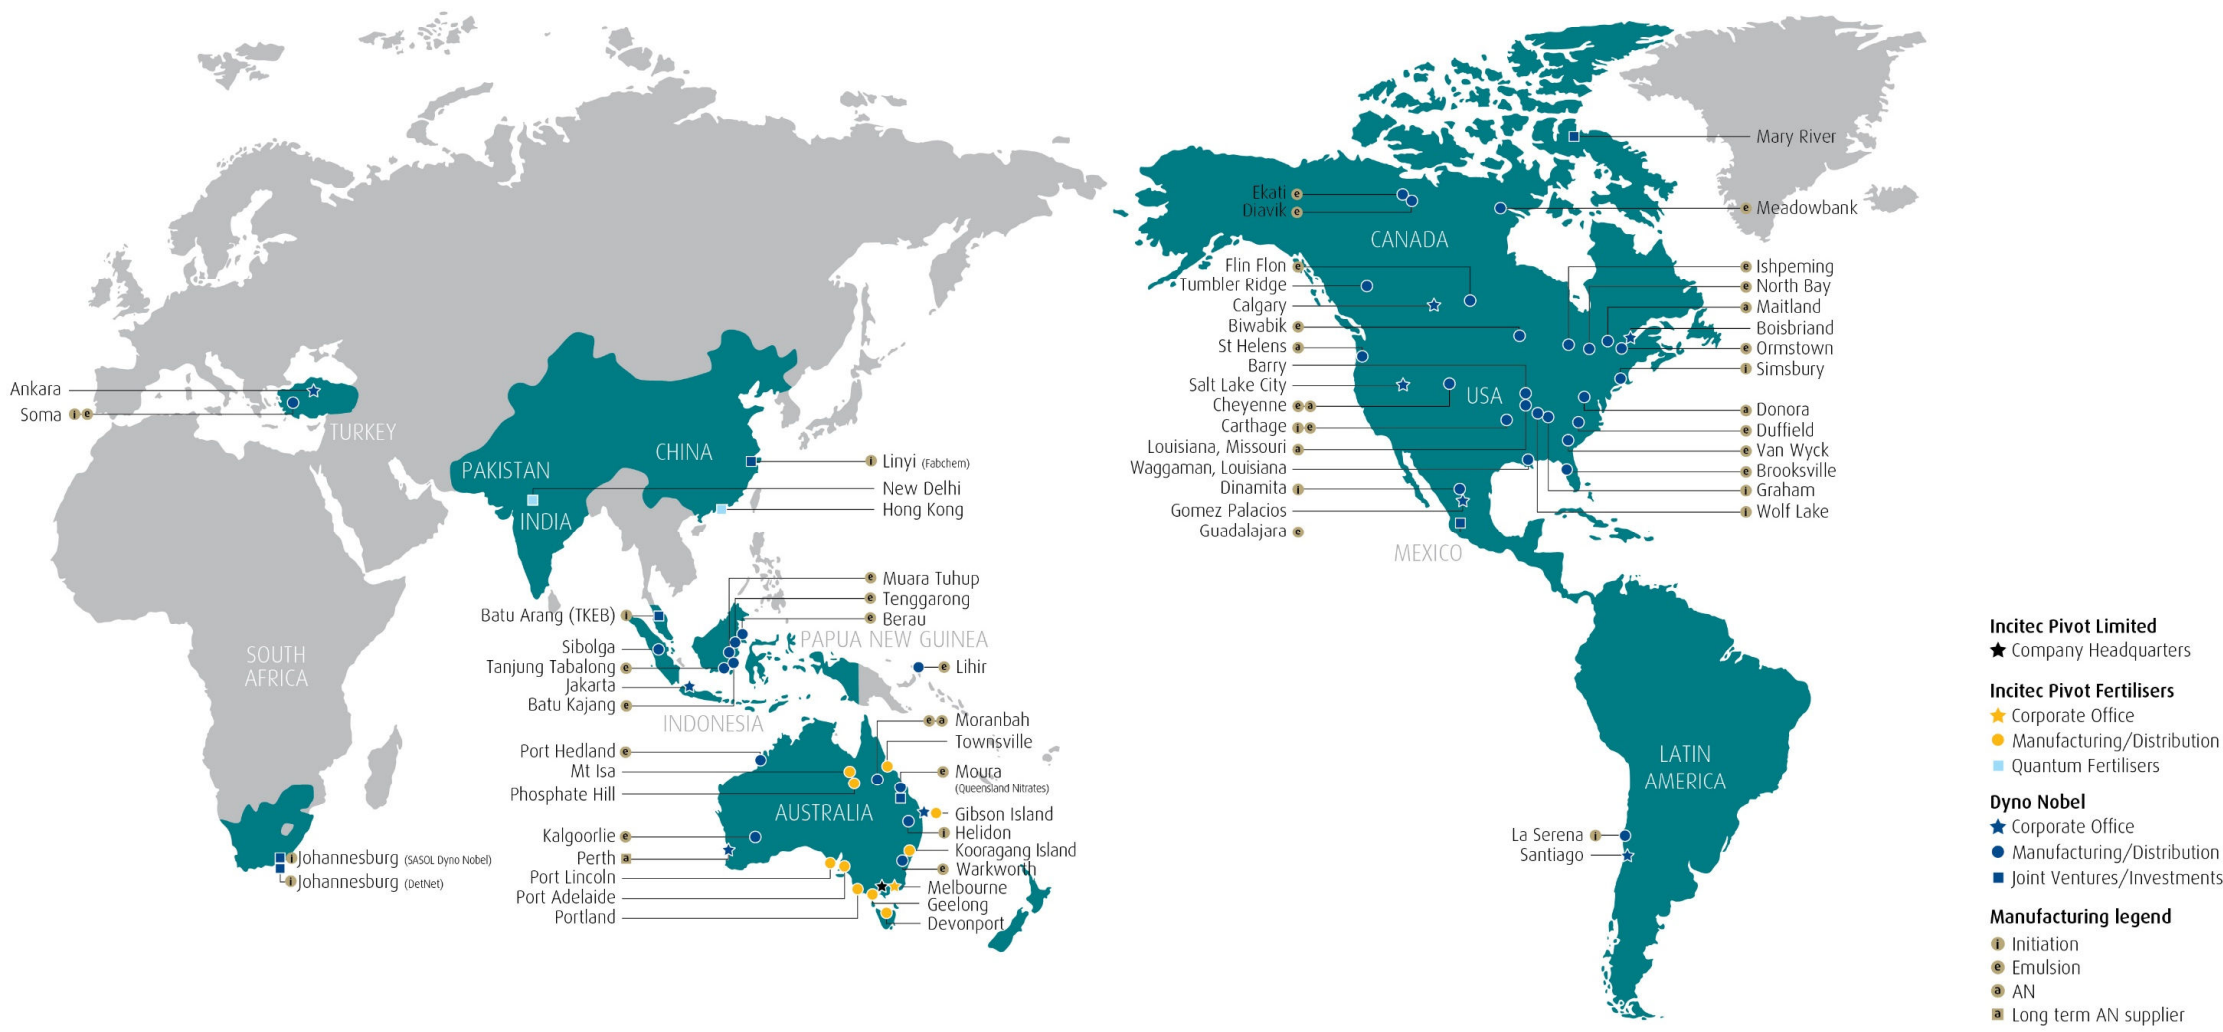 Mary River
Ekati e
Diavik e
e Meadowbank
CANADA
Flin Flon e
Tumbler Ridge
Calgary
Biwabik e
St Helens a
Barry
Salt Lake City
Cheyenne e a
Carthage i e
Louisiana, Missouri a
Waggaman, Louisiana
Dinamita i
Gomez Palacios
Guadalajara e
e Ishpeming
e North Bay
a Maitland
Boisbriand
e Ormstown
i Simsbury
USA
a Donora
e Duffield
e Van Wyck
e Brooksville
i Graham
i Wolf Lake
MEXICO
Ankara
Soma i e
TURKEY
PAKISTAN
CHINA
INDIA
i Linyi (Fabchem)
New Delhi
Hong Kong
e Muara Tuhup
e Tenggarong
e Berau
Batu Arang (TKEB) i
Sibolga
Tanjung Tabalong e
Jakarta
Batu Kajang e
PAPUA NEW GUINEA
e Lihir
INDONESIA
SOUTH
AFRICA
i Johannesburg (SASOL Dyno Nobel)
i Johannesburg (DetNet)
Port Hedland e
Mt Isa
Phosphate Hill
Kalgoorlie e
Perth a
Port Lincoln
Port Adelaide
Portland
AUSTRALIA
e a Moranbah
Townsville
e Moura
(Queensland Nitrates)
Gibson Island
i Helidon
Kooragang Island
e Warkworth
Melbourne
Geelong
Devonport
LATIN
AMERICA
La Serena i
Santiago
Incitec Pivot Limited
Company Headquarters
Incitec Pivot Fertilisers
Corporate Office
Manufacturing/Distribution
Quantum Fertilisers
Dyno Nobel
Corporate Office
Manufacturing/Distribution
Joint Ventures/Investments
Manufacturing legend
i Initiation
e Emulsion
a AN
a Long term AN supplier